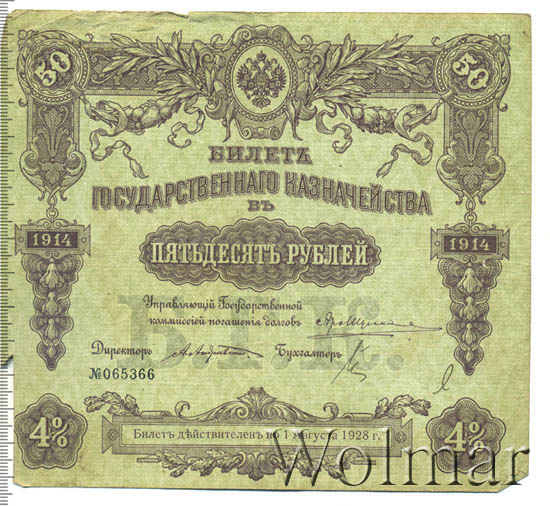 50 50
БИЛЕТЪ
ГОСУДАРСТВЕННАГО КАЗНАЧЕЙСТВА
ВЪ
1914 ПЯТЬДЕСЯТЪ РУБЛЕЙ 1914
Управляющій Государственной
коммиссіей погашенія долговъ
Директоръ Бухгалтеръ
№065366
4% 4%
Билетъ дѣйствителенъ по 1 августа 1928 г.
Wolmar